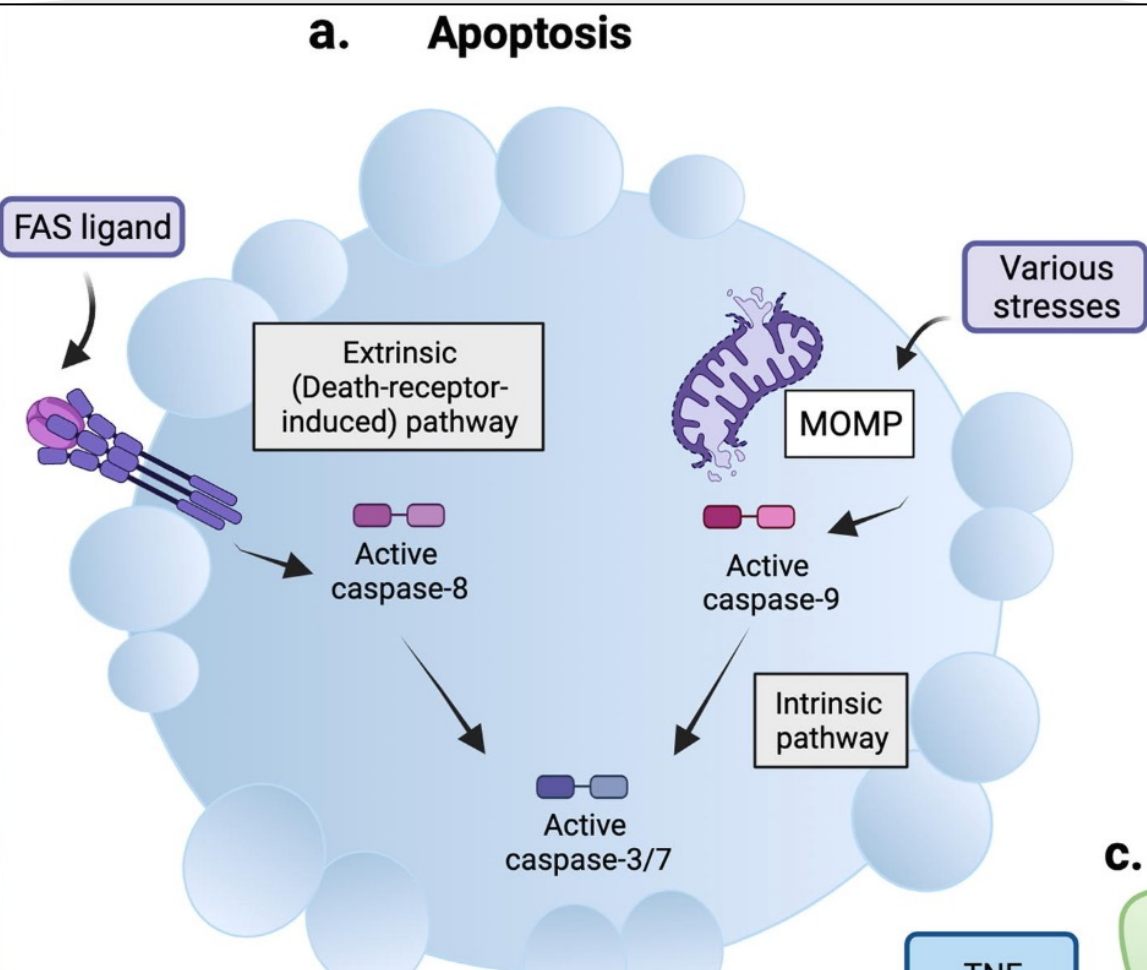 a. Apoptosis
FAS ligand
Various
stresses
Extrinsic
(Death-receptor-
induced) pathway
MOMP
Active
caspase-8
Active
caspase-9
Intrinsic
pathway
Active
caspase-3/7
c.
TNF